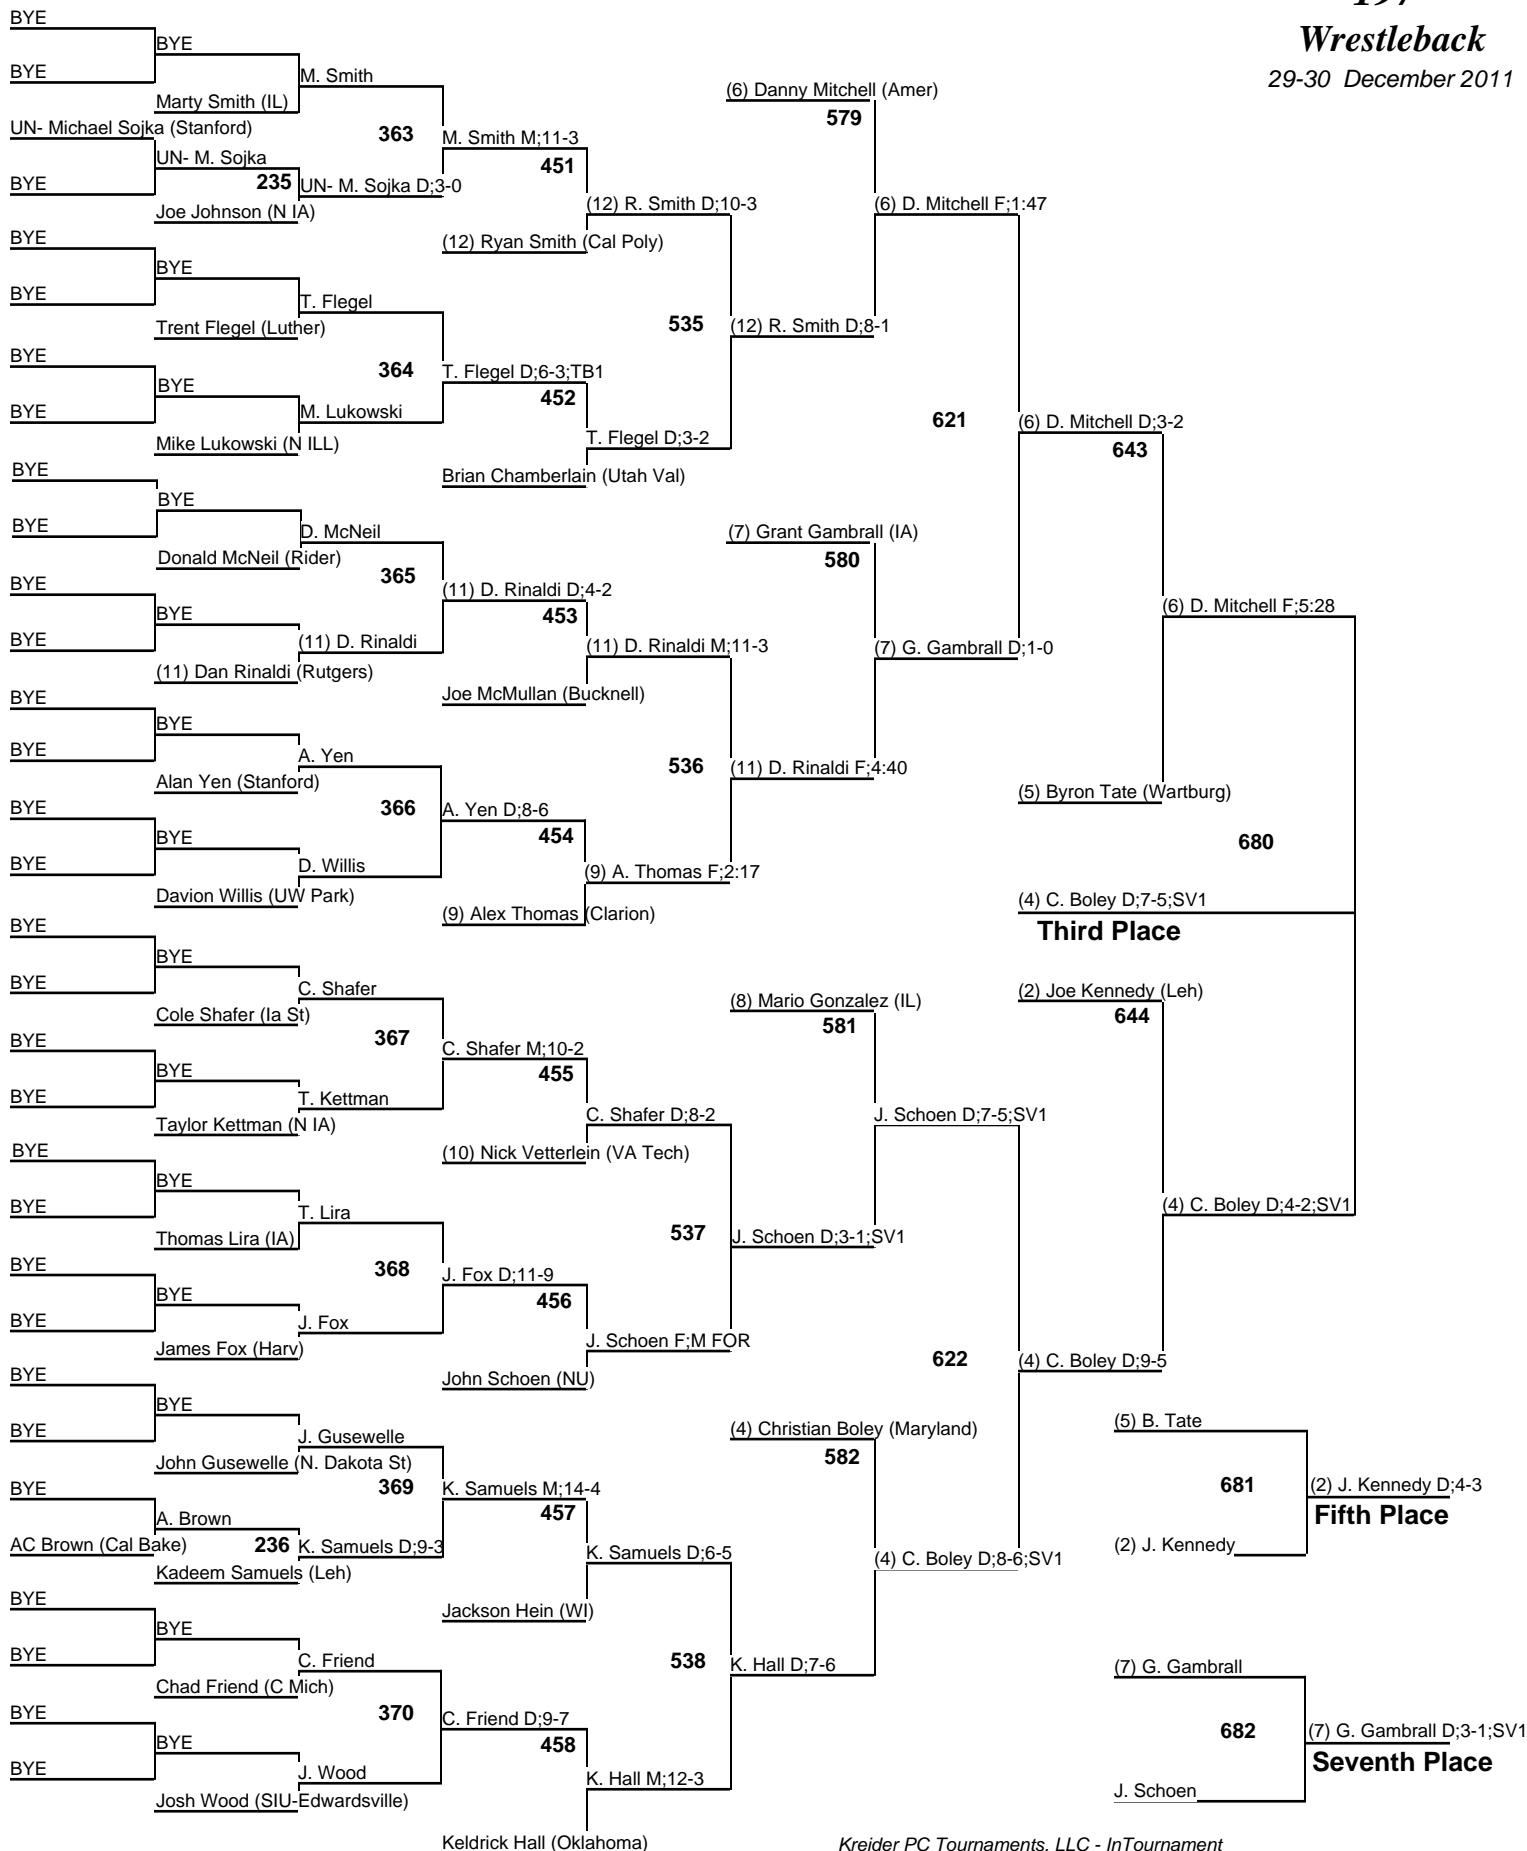 197
Wrestleback
29-30 December 2011
BYE
BYE
BYE
M. Smith
Marty Smith (IL)
UN- Michael Sojka (Stanford)
363
M. Smith M;11-3
UN- M. Sojka
BYE
235
UN- M. Sojka D;3-0
Joe Johnson (N IA)
451
(12) R. Smith D;10-3
(12) Ryan Smith (Cal Poly)
(6) Danny Mitchell (Amer)
579
(6) D. Mitchell F;1:47
BYE
BYE
BYE
T. Flegel
Trent Flegel (Luther)
535
(12) R. Smith D;8-1
BYE
364
T. Flegel D;6-3;TB1
BYE
452
BYE
M. Lukowski
Mike Lukowski (N ILL)
T. Flegel D;3-2
Brian Chamberlain (Utah Val)
621
(6) D. Mitchell D;3-2
643
BYE
BYE
BYE
D. McNeil
Donald McNeil (Rider)
(7) Grant Gambrall (IA)
580
365
(11) D. Rinaldi D;4-2
453
BYE
BYE
BYE
(11) D. Rinaldi
(11) Dan Rinaldi (Rutgers)
(11) D. Rinaldi M;11-3
(7) G. Gambrall D;1-0
(6) D. Mitchell F;5:28
Joe McMullan (Bucknell)
BYE
BYE
BYE
A. Yen
Alan Yen (Stanford)
536
(11) D. Rinaldi F;4:40
(5) Byron Tate (Wartburg)
BYE
366
A. Yen D;8-6
454
BYE
BYE
D. Willis
Davion Willis (UW Park)
(9) A. Thomas F;2:17
(9) Alex Thomas (Clarion)
680
(4) C. Boley D;7-5;SV1
Third Place
BYE
BYE
BYE
C. Shafer
Cole Shafer (Ia St)
(8) Mario Gonzalez (IL)
581
(2) Joe Kennedy (Leh)
644
BYE
367
C. Shafer M;10-2
455
BYE
BYE
T. Kettman
Taylor Kettman (N IA)
C. Shafer D;8-2
(10) Nick Vetterlein (VA Tech)
J. Schoen D;7-5;SV1
BYE
BYE
BYE
T. Lira
Thomas Lira (IA)
537
J. Schoen D;3-1;SV1
(4) C. Boley D;4-2;SV1
BYE
368
J. Fox D;11-9
456
BYE
BYE
J. Fox
James Fox (Harv)
J. Schoen F;M FOR
John Schoen (NU)
622
(4) C. Boley D;9-5
BYE
BYE
BYE
J. Gusewelle
John Gusewelle (N. Dakota St)
(4) Christian Boley (Maryland)
582
(5) B. Tate
681
(2) J. Kennedy D;4-3
Fifth Place
(2) J. Kennedy
BYE
369
K. Samuels M;14-4
457
A. Brown
AC Brown (Cal Bake)
236
K. Samuels D;9-3
Kadeem Samuels (Leh)
K. Samuels D;6-5
Jackson Hein (WI)
(4) C. Boley D;8-6;SV1
BYE
BYE
BYE
C. Friend
Chad Friend (C Mich)
538
K. Hall D;7-6
(7) G. Gambrall
682
(7) G. Gambrall D;3-1;SV1
Seventh Place
J. Schoen
BYE
370
C. Friend D;9-7
458
BYE
BYE
J. Wood
Josh Wood (SIU-Edwardsville)
K. Hall M;12-3
Keldrick Hall (Oklahoma)
Kreider PC Tournaments, LLC - InTournament